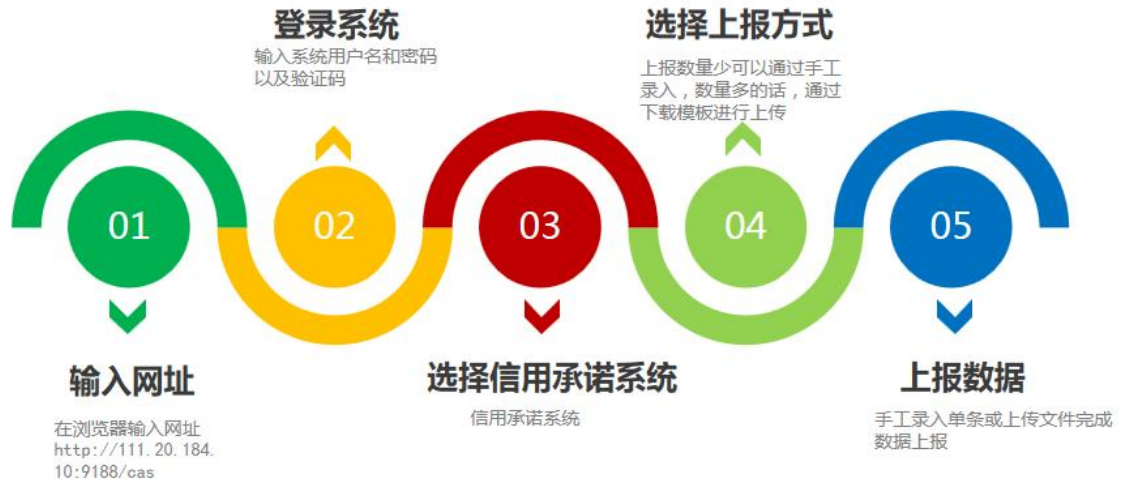 登录系统
输入系统用户名和密码
以及验证码
选择上报方式
上报数量少可以通过手工
录入，数量多的话，通过
下载模板进行上传
01
02
03
04
05
输入网址
在浏览器输入网址
http://111.20.184.
10:9188/cas
选择信用承诺系统
信用承诺系统
上报数据
手工录入单条或上传文件完成
数据上报